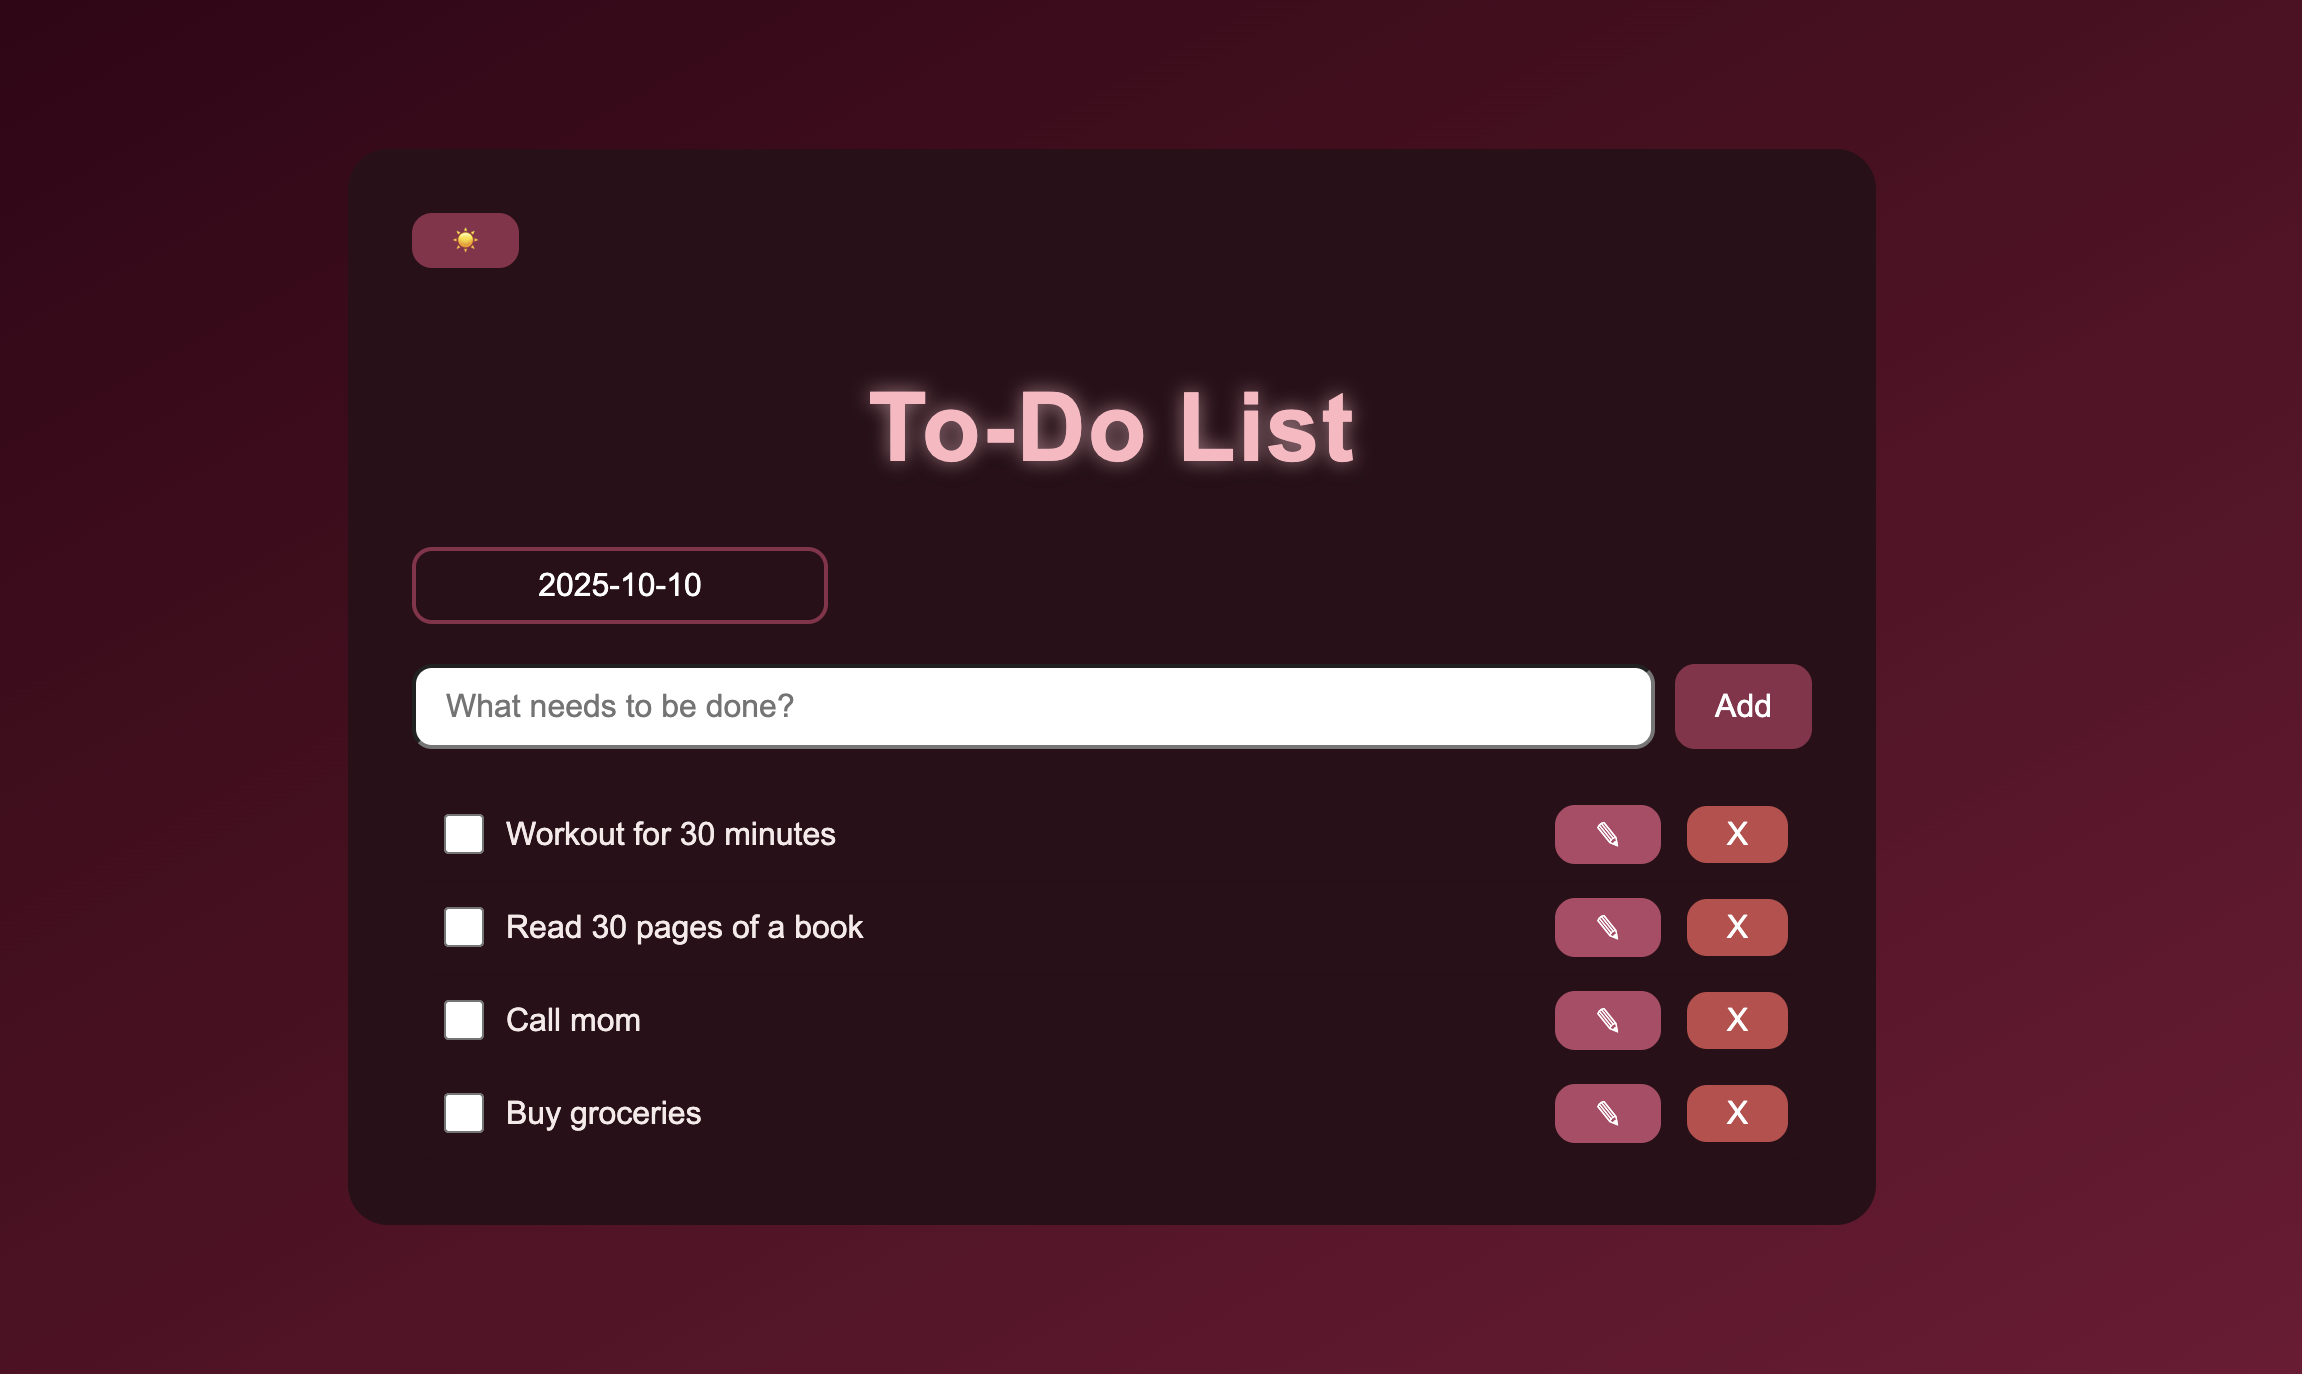 To-Do List
2025-10-10
What needs to be done?
Add
Workout for 30 minutes
X
Read 30 pages of a book
X
Call mom
X
Buy groceries
X